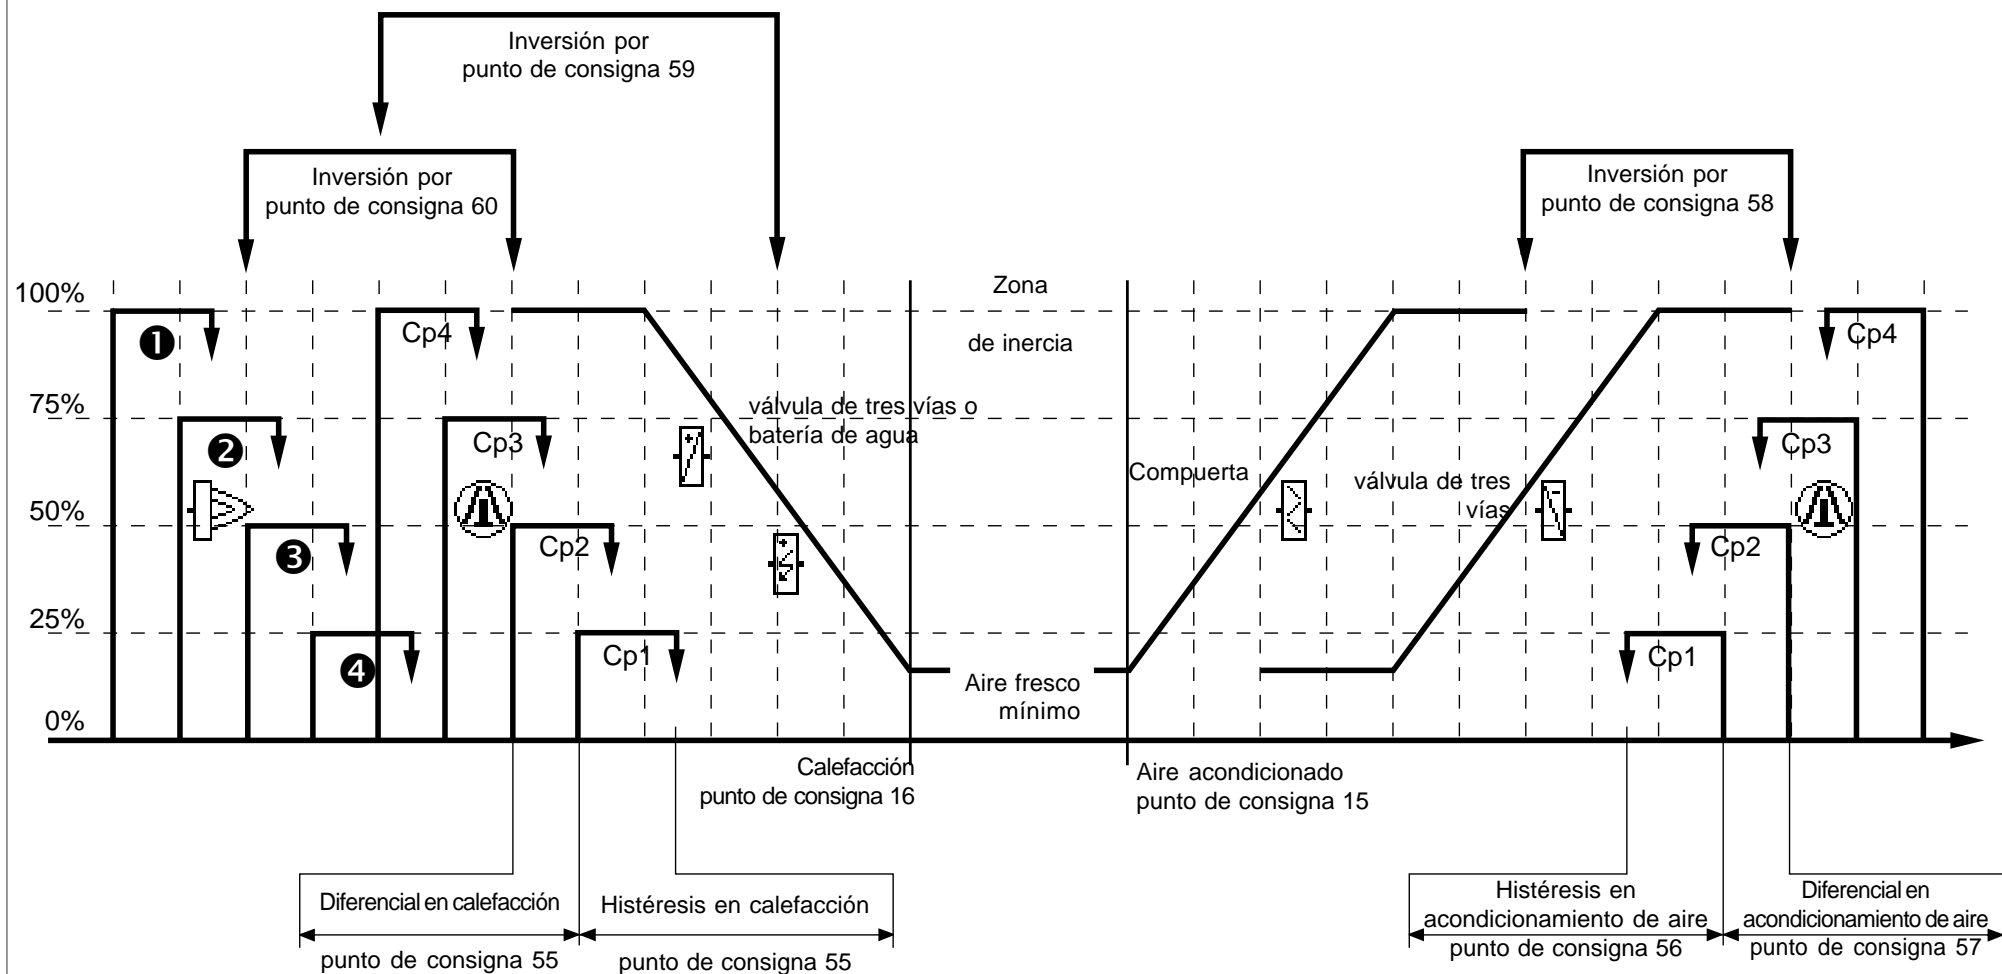 Inversión por
punto de consigna 59
Inversión por
punto de consigna 60
Inversión por
punto de consigna 58
100%
75%
50%
25%
0%
❶
❷
❸
❹
Cp4
Cp3
Cp2
Cp1
válvula de tres vías o
batería de agua
Zona
de inercia
Aire fresco
mínimo
Compuerta
válvula de tres
vías
Cp4
Cp3
Cp2
Cp1
Calefacción
punto de consigna 16
Aire acondicionado
punto de consigna 15
Diferencial en calefacción
punto de consigna 55
Histéresis en calefacción
punto de consigna 55
Histéresis en
acondicionamiento de aire
punto de consigna 56
Diferencial en
acondicionamiento de aire
punto de consigna 57